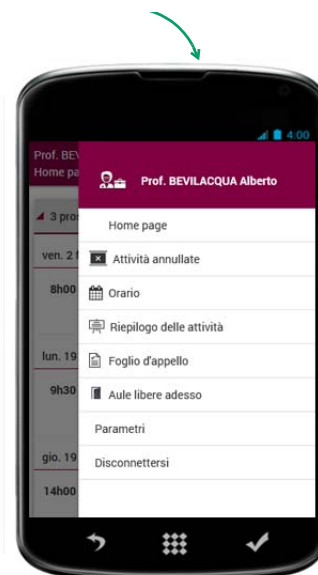 4:00
Prof. BEV
Home pa
Prof. BEVILACQUA Alberto
3 pros
Home page
ven. 2 f
Attività annullate
8h00
Orario
Riepilogo delle attività
lun. 19
Foglio d'appello
9h30
Aule libere adesso
Parametri
gio. 19
Disconnettersi
14h00